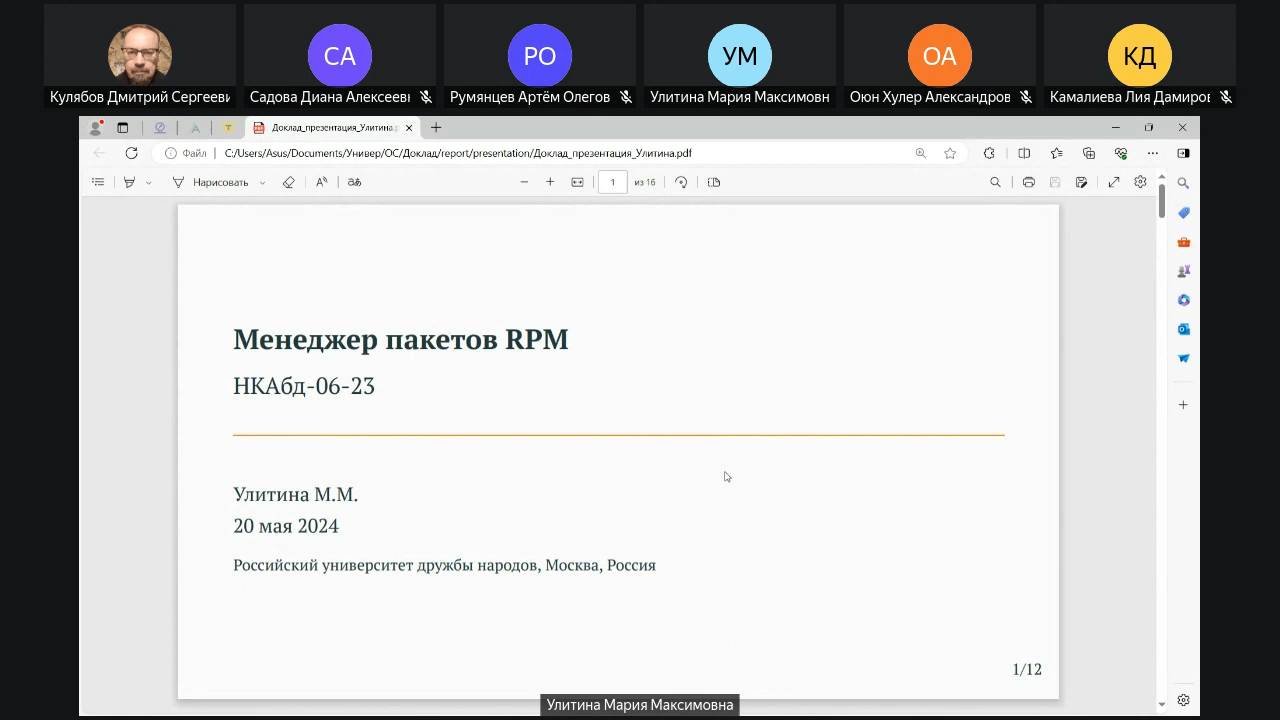 СА
РО
УМ
ОА
КД
Кулябов Дмитрий Сергееви
Садова Диана Алексеевн
Румянцев Артём Олегов
Улитина Мария Максимовн
Оюн Хулер Александров
Камалиева Лия Дамиров
Доклад_презентация_Улитина.p
Файл
C:/Users/Asus/Documents/Универ/ОС/Доклад/report/presentation/Доклад_презентация_Улитина.pdf
Нарисовать
1
из 16
Менеджер пакетов RPM
НКАбд-06-23
Улитина М.М.
20 мая 2024
Российский университет дружбы народов, Москва, Россия
1/12
Улитина Мария Максимовна